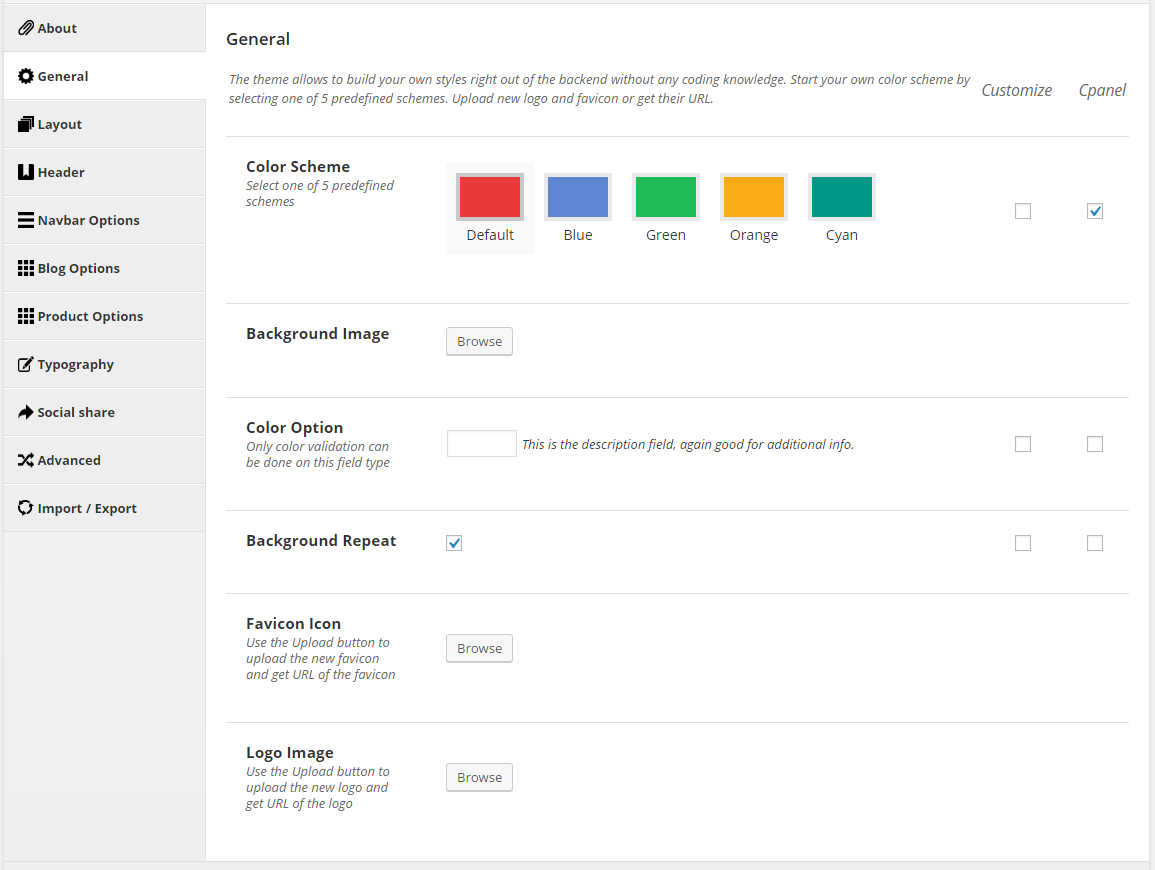 About
General
Layout
Header
Navbar Options
Blog Options
Product Options
Typography
Social share
Advanced
Import / Export
General
The theme allows to build your own styles right out of the backend without any coding knowledge. Start your own color scheme by
selecting one of 5 predefined schemes. Upload new logo and favicon or get their URL.
Customize
Cpanel
Color Scheme
Select one of 5 predefined
schemes
Default
Blue
Green
Orange
Cyan
Background Image
Browse
Color Option
Only color validation can
be done on this field type
This is the description field, again good for additional info.
Background Repeat
Favicon Icon
Use the Upload button to
upload the new favicon
and get URL of the favicon
Browse
Logo Image
Use the Upload button to
upload the new logo and
get URL of the logo
Browse